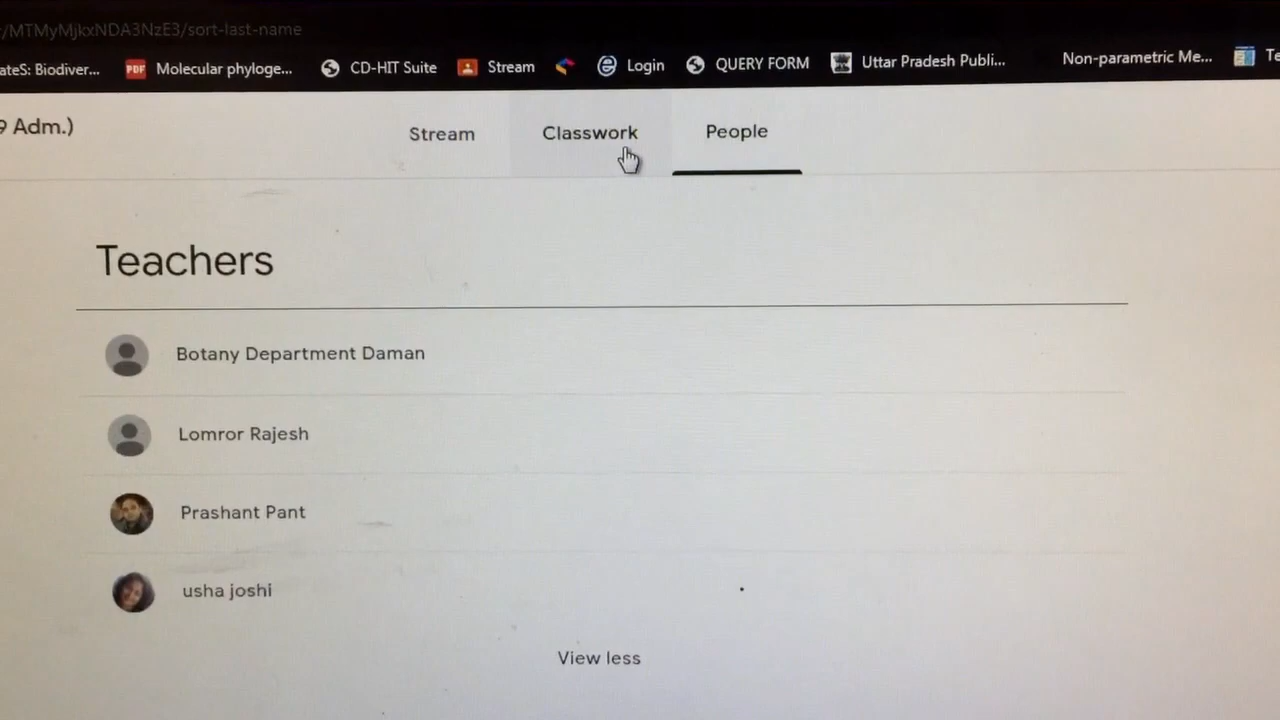 /MTMyMjkxNDA3NzE3/sort-last-name
ateS: Biodiver... PDF Molecular phyloge... CD-HIT Suite Stream Login QUERY FORM Uttar Pradesh Publi... Non-parametric Me... Te
9 Adm.) Stream Classwork People
Teachers
Botany Department Daman
Lomror Rajesh
Prashant Pant
usha joshi
View less